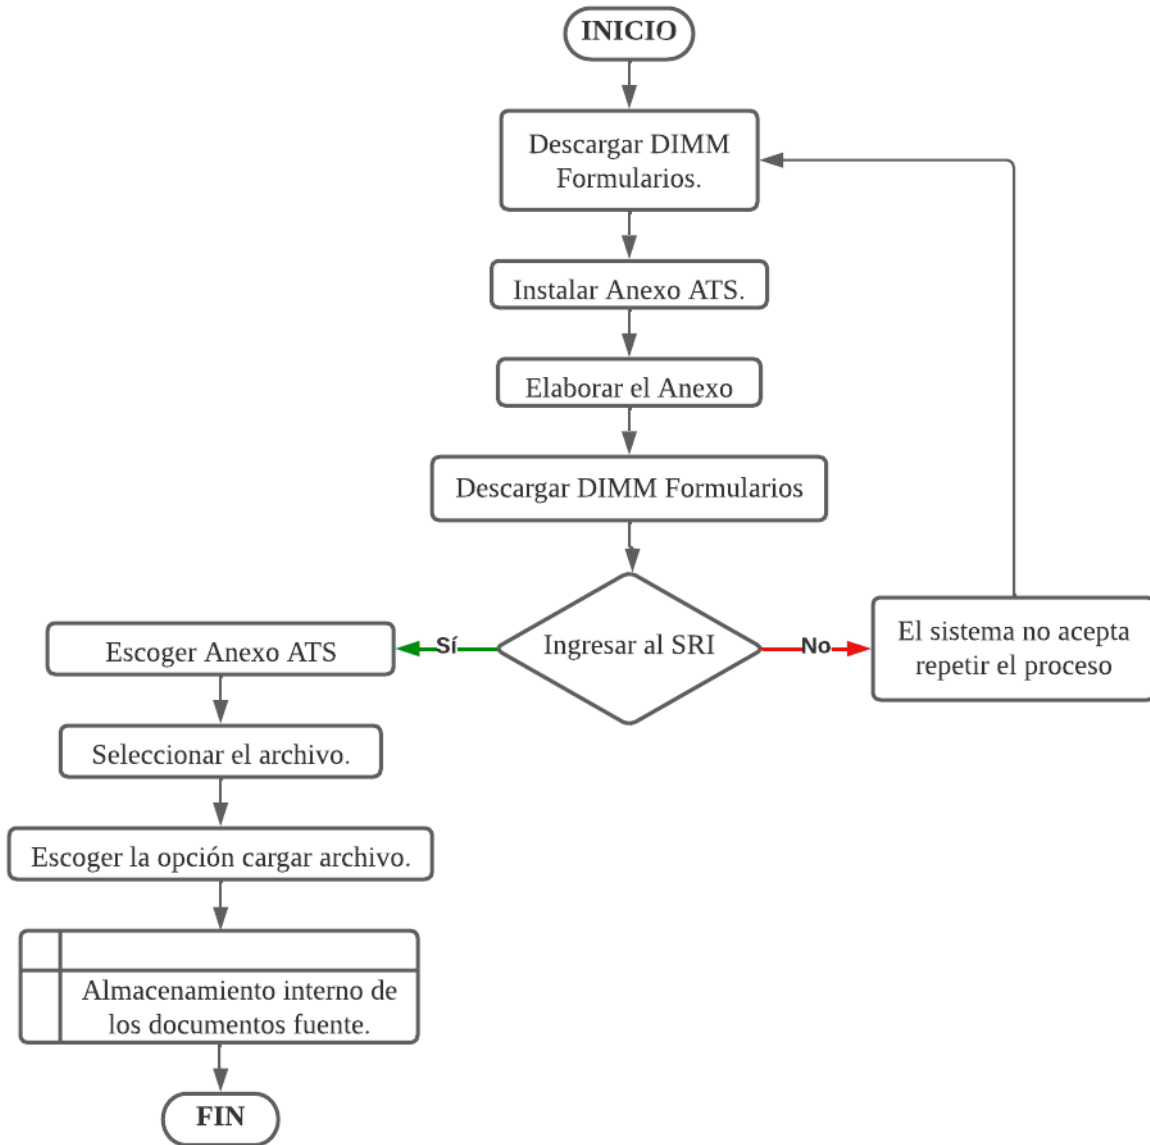 INICIO
Descargar DIMM
Formularios.
Instalar Anexo ATS.
Elaborar el Anexo
Descargar DIMM Formularios
Ingresar al SRI
Sí
No
El sistema no acepta
repetir el proceso
Escoger Anexo ATS
Seleccionar el archivo.
Escoger la opción cargar archivo.
Almacenamiento interno de
los documentos fuente.
FIN